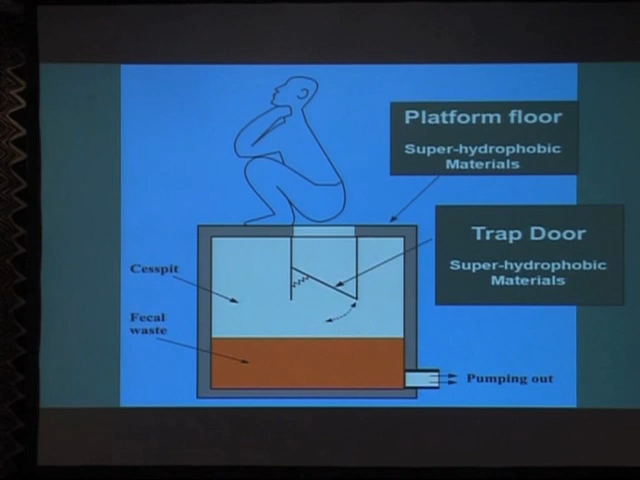 Platform floor
Super-hydrophobic
Materials
Trap Door
Super-hydrophobic
Materials
Cesspit
Fecal
waste
Pumping out